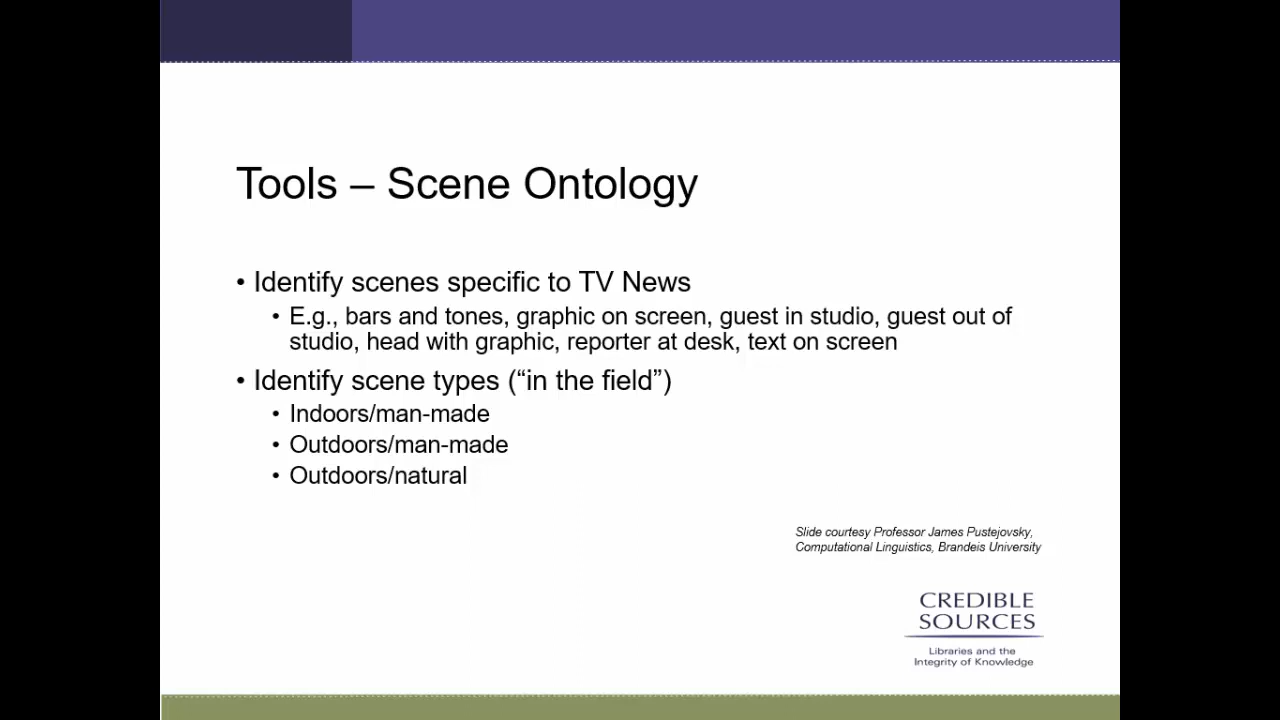 Tools – Scene Ontology
• Identify scenes specific to TV News
• E.g., bars and tones, graphic on screen, guest in studio, guest out of
studio, head with graphic, reporter at desk, text on screen
• Identify scene types (“in the field”)
• Indoors/man-made
• Outdoors/man-made
• Outdoors/natural
Slide courtesy Professor James Pustejovsky,
Computational Linguistics, Brandeis University
CREDIBLE
SOURCES
Libraries and the
Integrity of Knowledge